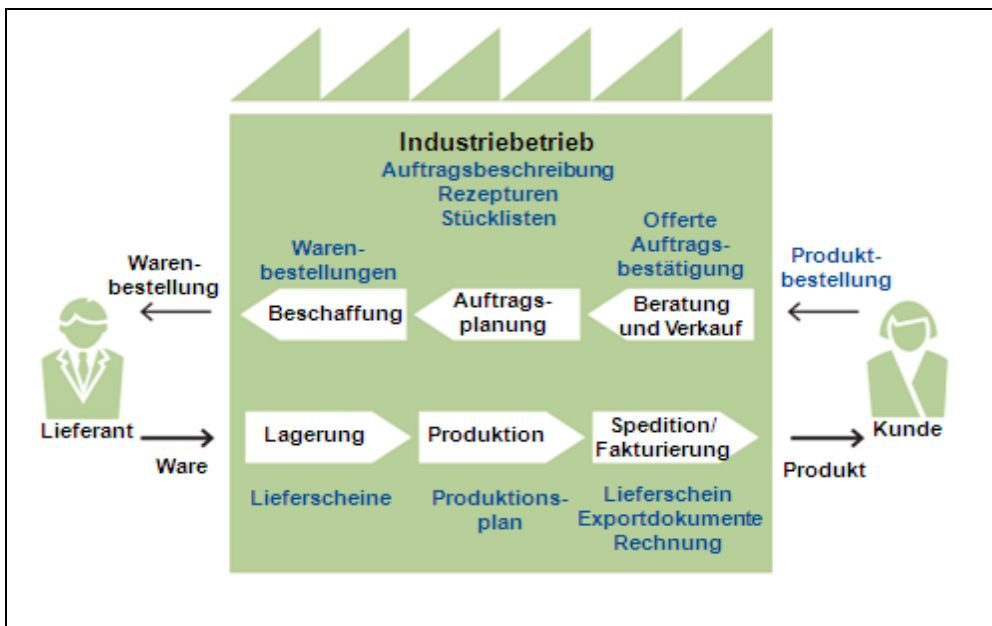 Industriebetrieb
Auftragsbeschreibung
Rezepturen
Stücklisten
Waren-
bestellung
Waren-
bestellungen
Offerte
Auftrags-
bestätigung
Produkt-
bestellung
Beschaffung
Auftrags-
planung
Beratung
und Verkauf
Lieferant
Ware
Lagerung
Produktion
Spedition/
Fakturierung
Kunde
Produkt
Lieferscheine
Produktions-
plan
Lieferschein
Exportdokumente
Rechnung